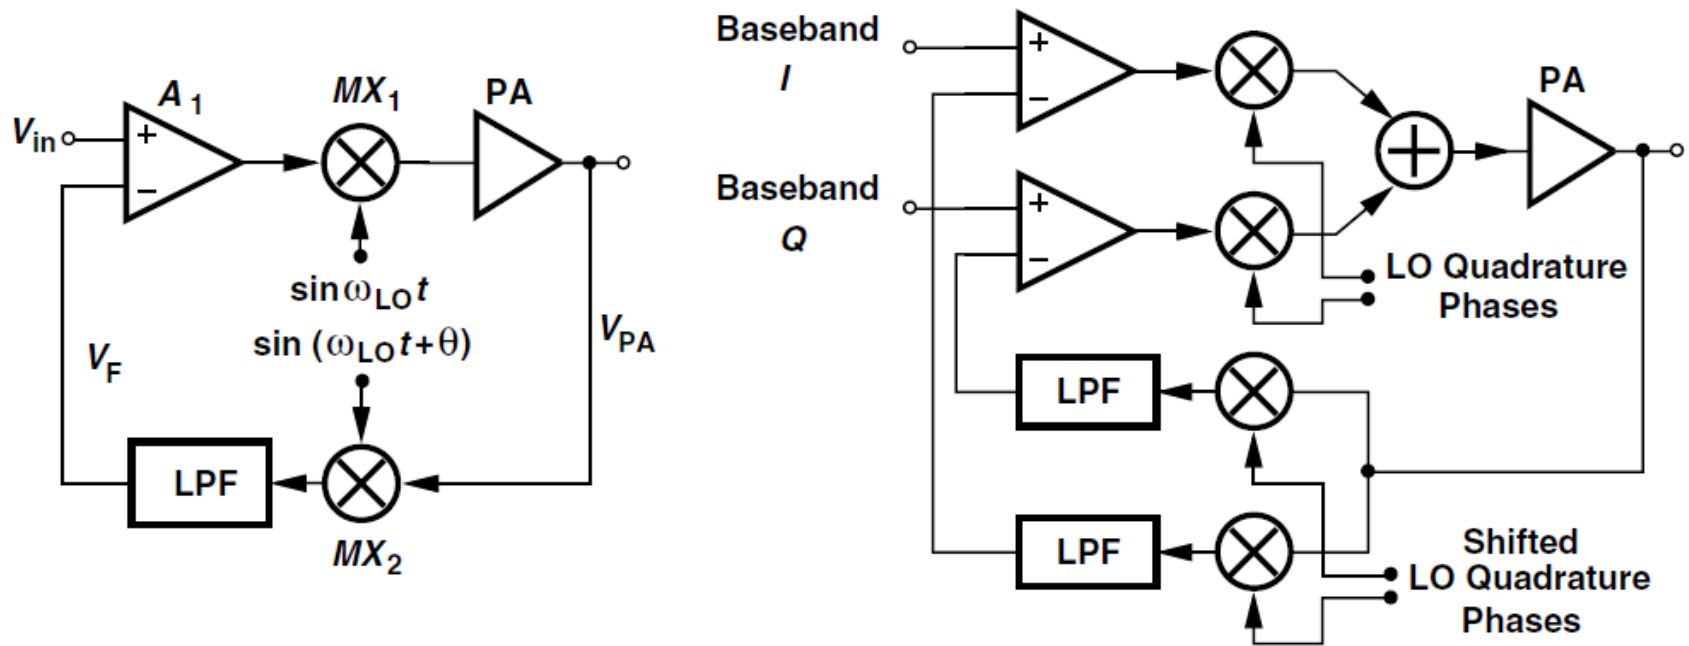 A1
MX1
PA
Vin
+
−
sin ωLO t
sin (ωLO t + θ)
VF
VPA
LPF
MX2
Baseband
I
+
−
PA
Baseband
Q
+
−
LO Quadrature
Phases
LPF
LPF
Shifted
LO Quadrature
Phases